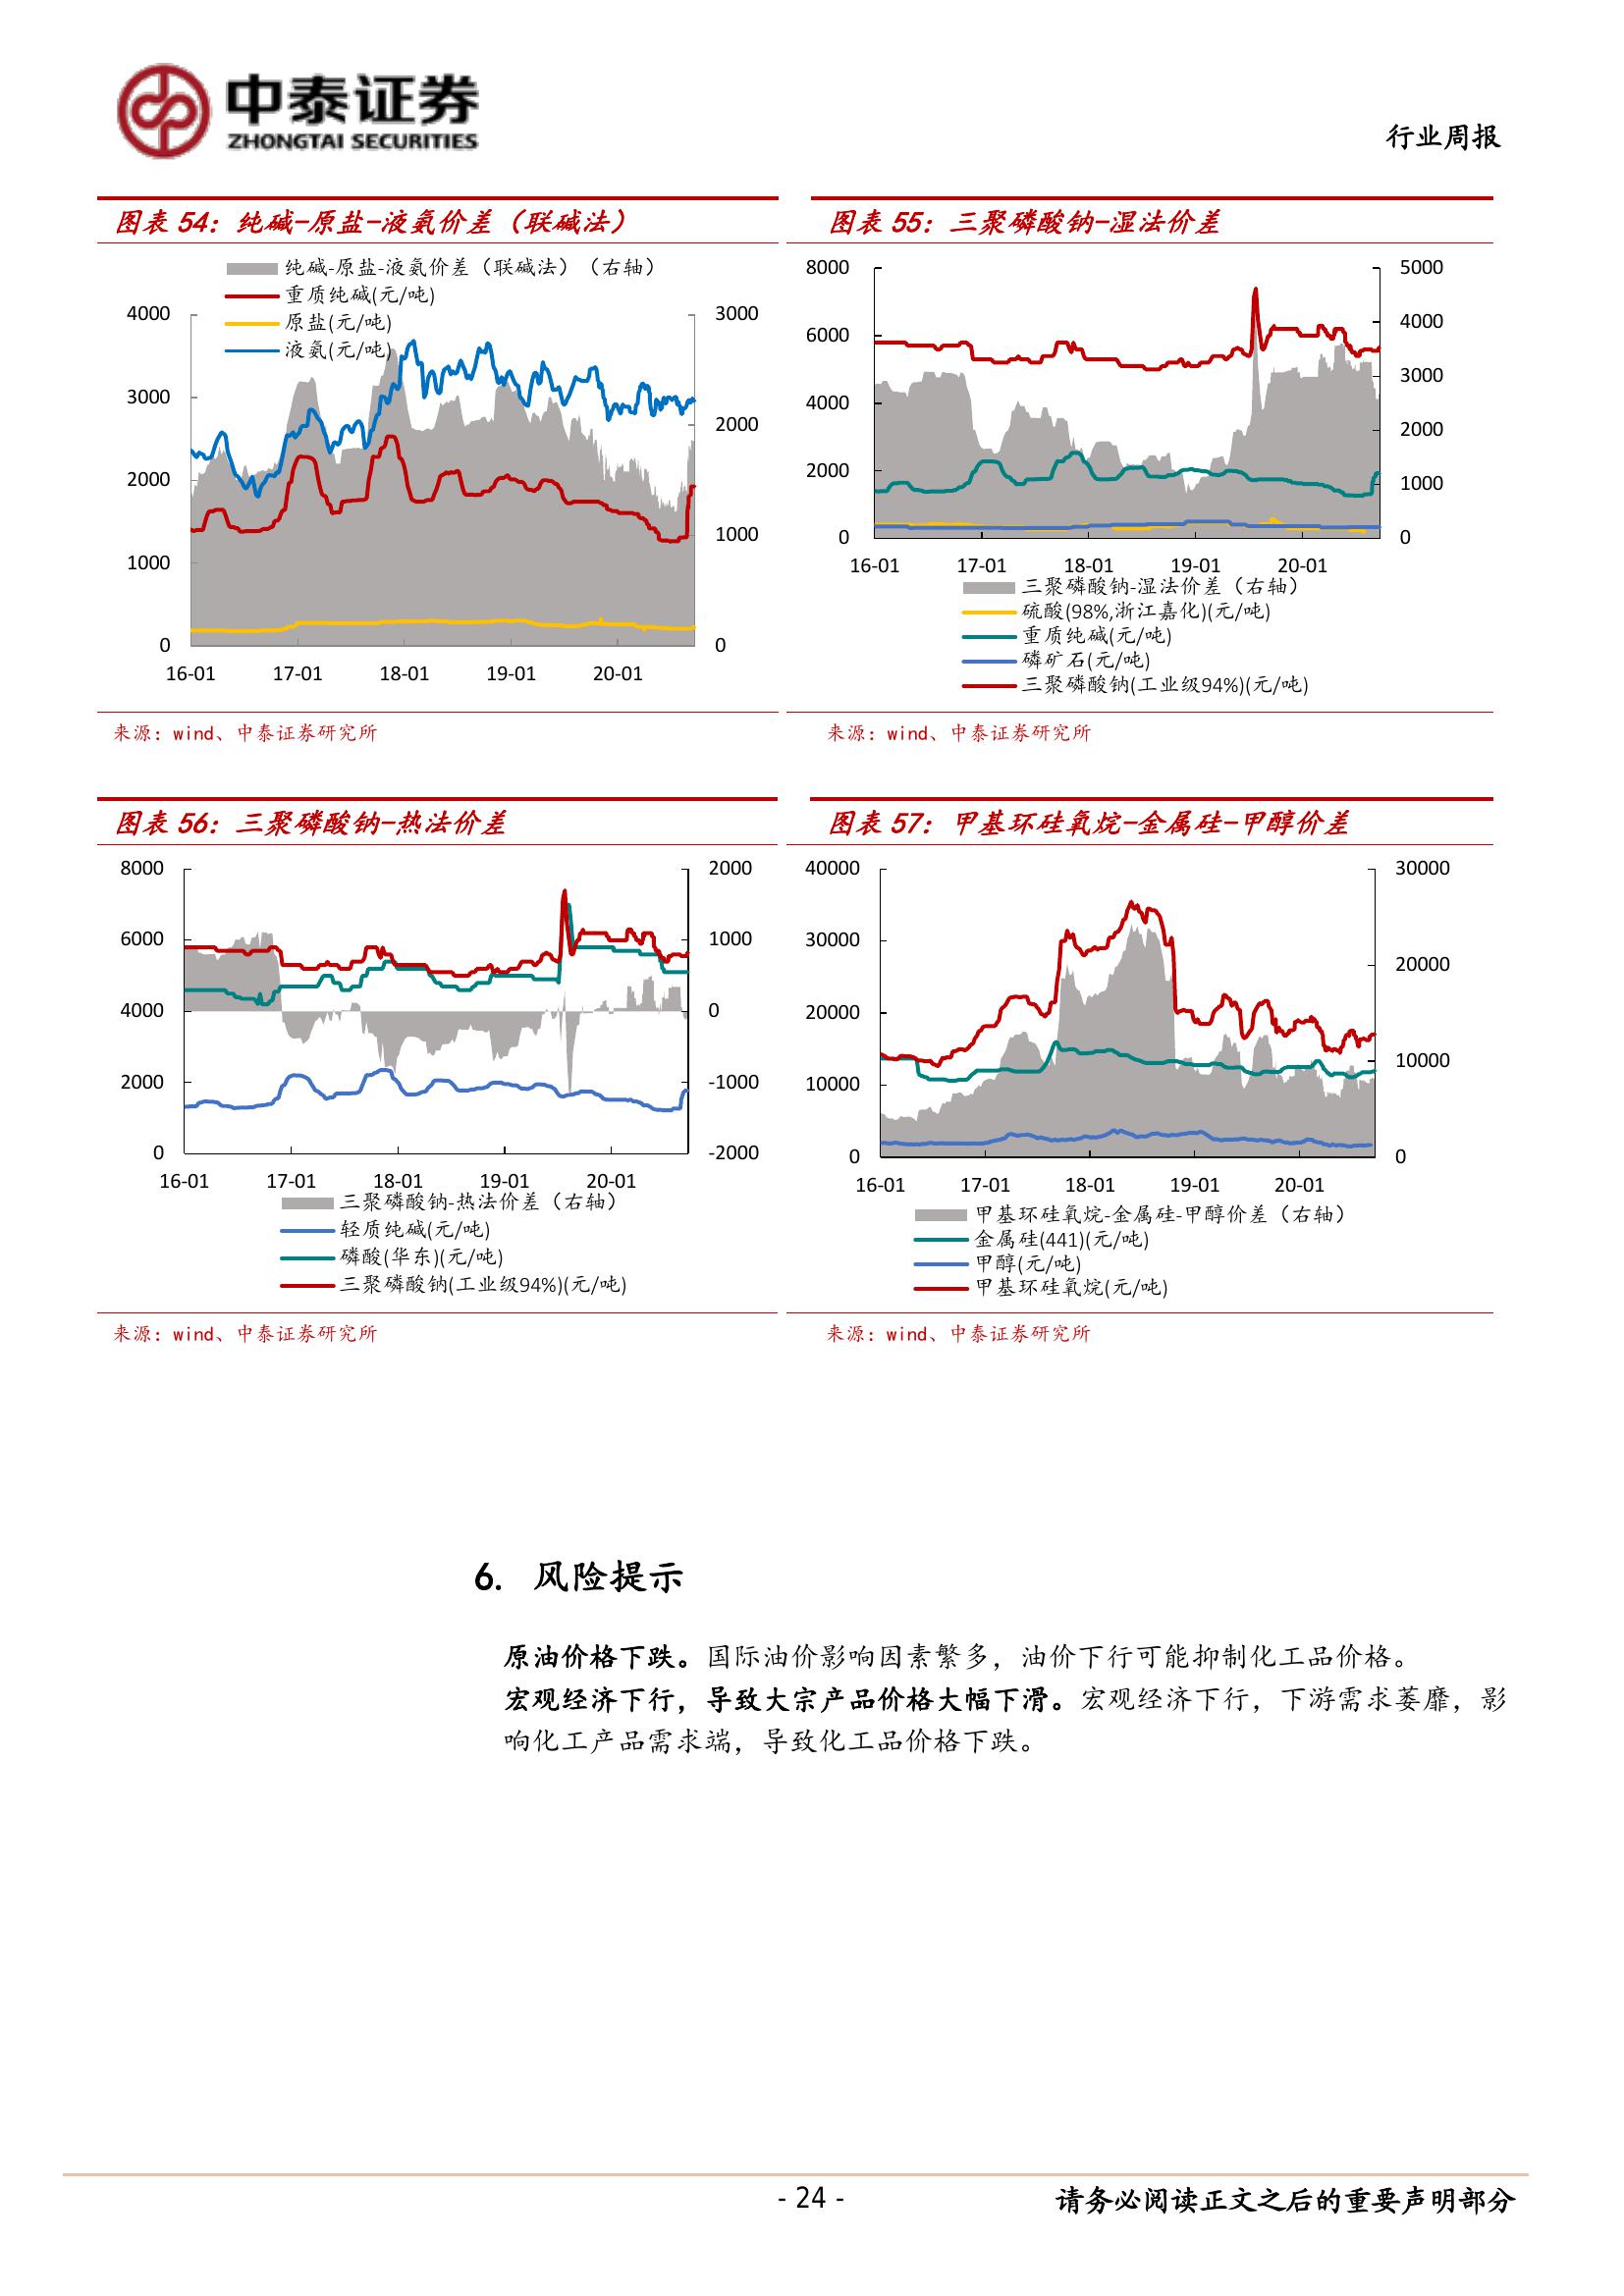 中泰证券
ZHONGTAI SECURITIES
行业周报
图表 54：纯碱-原盐-液氨价差（联碱法）
纯碱-原盐-液氨价差（联碱法）（右轴）
重质纯碱(元/吨)
原盐(元/吨)
液氨(元/吨)
4000
3000
2000
1000
0
3000
2000
1000
0
16-01 17-01 18-01 19-01 20-01
来源：wind、中泰证券研究所
图表 55：三聚磷酸钠-湿法价差
8000
6000
4000
2000
0
5000
4000
3000
2000
1000
0
16-01 17-01 18-01 19-01 20-01
三聚磷酸钠-湿法价差（右轴）
硫酸(98%,浙江嘉化)(元/吨)
重质纯碱(元/吨)
磷矿石(元/吨)
三聚磷酸钠(工业级94%)(元/吨)
来源：wind、中泰证券研究所
图表 56：三聚磷酸钠-热法价差
8000
6000
4000
2000
0
2000
1000
0
-1000
-2000
16-01 17-01 18-01 19-01 20-01
三聚磷酸钠-热法价差（右轴）
轻质纯碱(元/吨)
磷酸(华东)(元/吨)
三聚磷酸钠(工业级94%)(元/吨)
来源：wind、中泰证券研究所
图表 57：甲基环硅氧烷-金属硅-甲醇价差
40000
30000
20000
10000
0
30000
20000
10000
0
16-01 17-01 18-01 19-01 20-01
甲基环硅氧烷-金属硅-甲醇价差（右轴）
金属硅(441)(元/吨)
甲醇(元/吨)
甲基环硅氧烷(元/吨)
来源：wind、中泰证券研究所
6. 风险提示
原油价格下跌。国际油价影响因素繁多，油价下行可能抑制化工品价格。
宏观经济下行，导致大宗产品价格大幅下滑。宏观经济下行，下游需求萎靡，影
响化工产品需求端，导致化工品价格下跌。
- 24 -
请务必阅读正文之后的重要声明部分